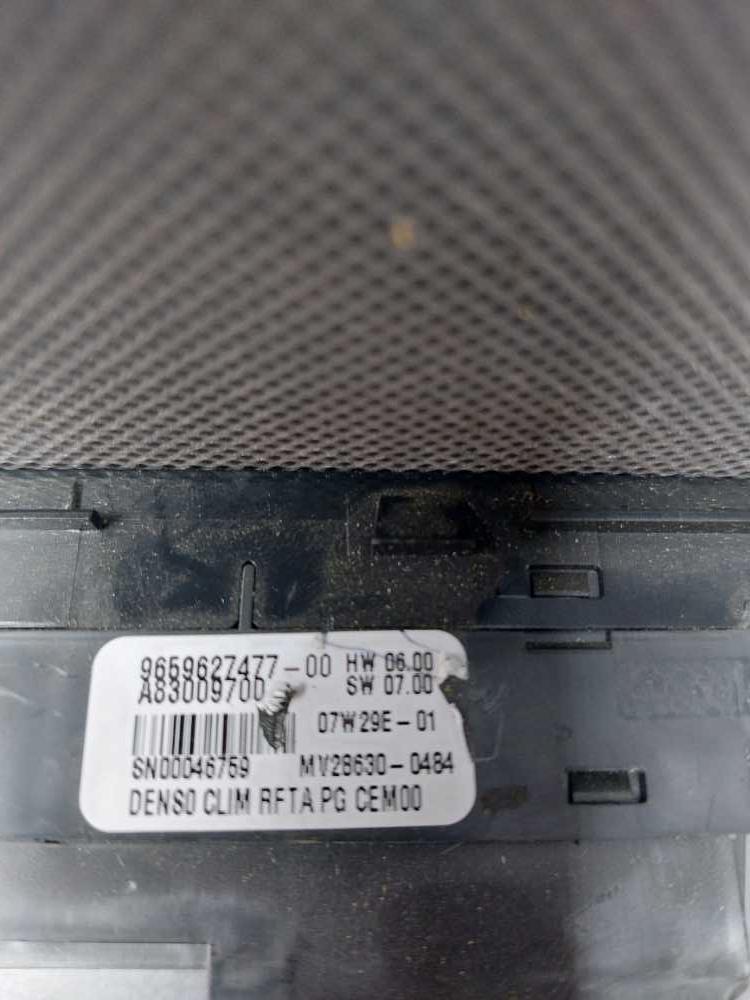 9659627477-00 HW 06.00
A83009700 SW 07.00
07W29E-01
SN00046759 MV28630-0484
DENSO CLIM RFTA PG CEM00